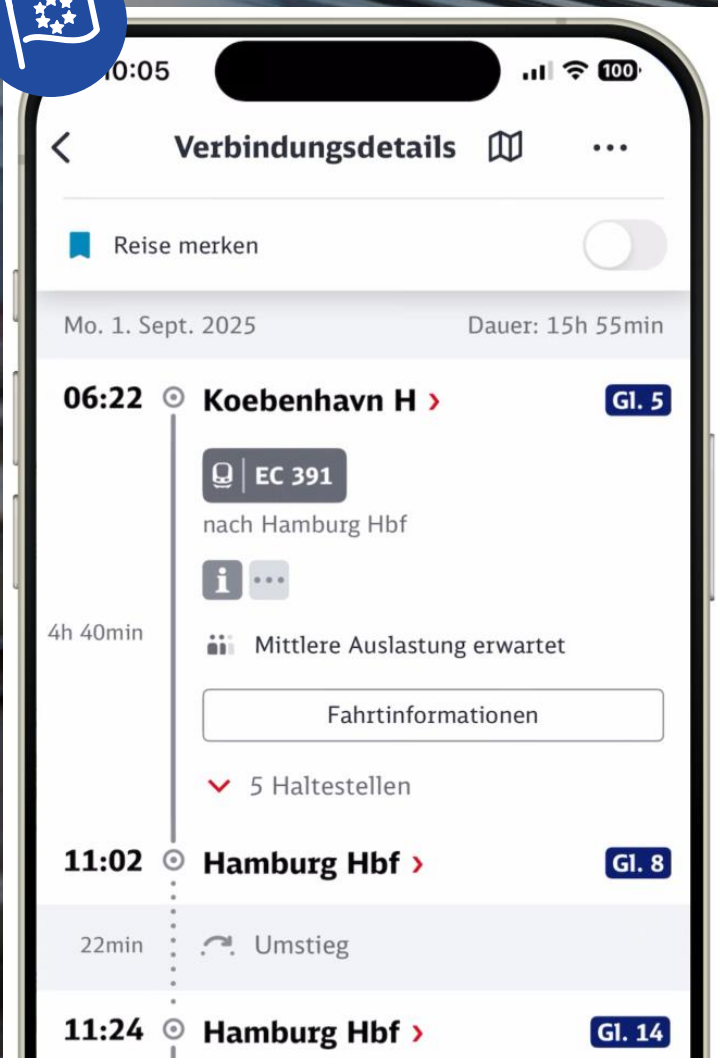 10:05
100
Verbindungsdetails
Reise merken
Mo. 1. Sept. 2025 Dauer: 15h 55min
06:22 Koebenhavn H Gl. 5
EC 391
nach Hamburg Hbf
4h 40min Mittlere Auslastung erwartet
Fahrtinformationen
5 Haltestellen
11:02 Hamburg Hbf Gl. 8
22min Umstieg
11:24 Hamburg Hbf Gl. 14